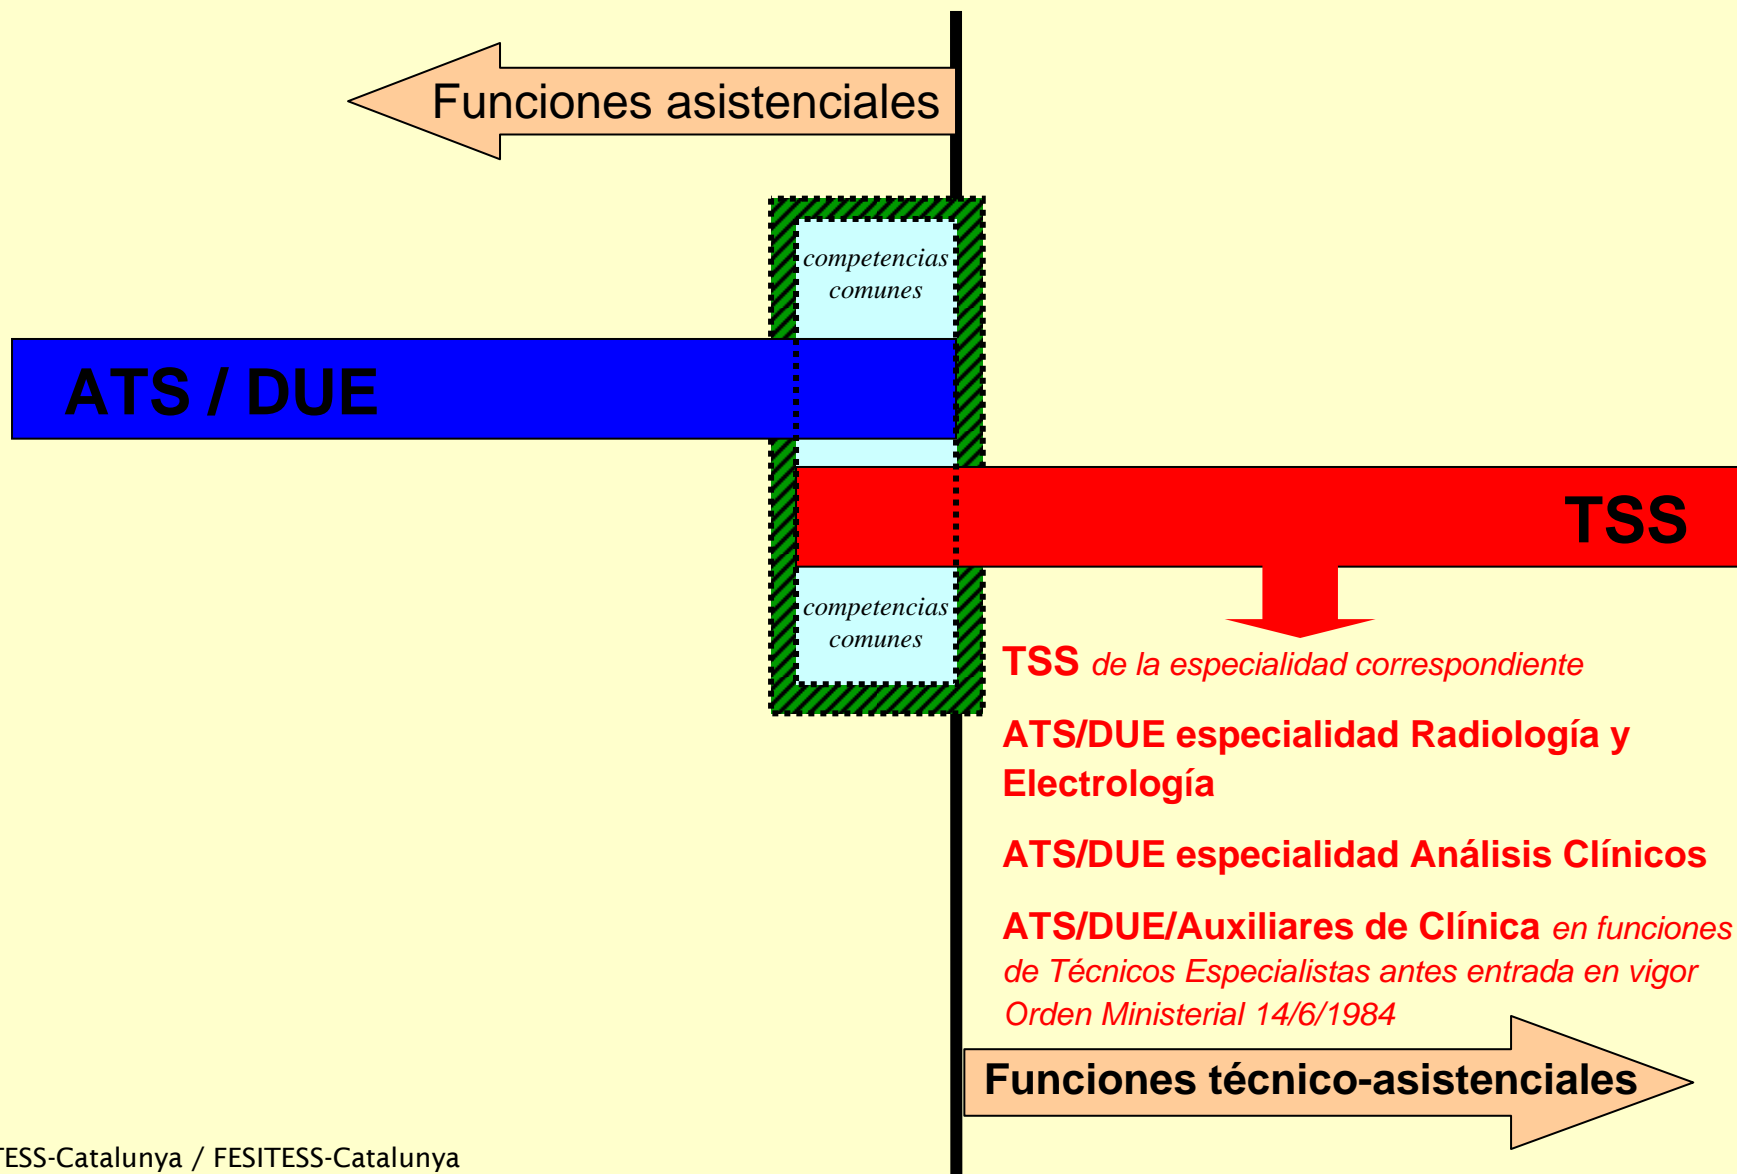 Funciones asistenciales
competencias
comunes
ATS / DUE
TSS
competencias
comunes
TSS de la especialidad correspondiente
ATS/DUE especialidad Radiología y
Electrología
ATS/DUE especialidad Análisis Clínicos
ATS/DUE/Auxiliares de Clínica en funciones
de Técnicos Especialistas antes entrada en vigor
Orden Ministerial 14/6/1984
Funciones técnico-asistenciales
TESS-Catalunya / FESITESS-Catalunya